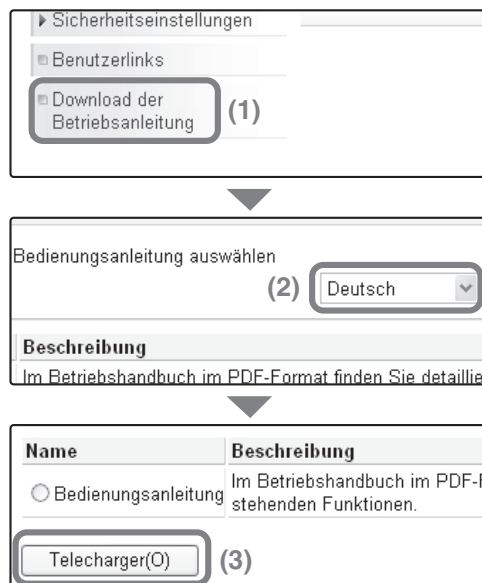 Sicherheitseinstellungen
Benutzerlinks
Download der
Betriebsanleitung
(1)
Bedienungsanleitung auswählen
(2)
Deutsch
Beschreibung
Im Betriebshandbuch im PDF-Format finden Sie detaillie
Name Beschreibung
Bedienungsanleitung
Im Betriebshandbuch im PDF-F
stehenden Funktionen.
Telecharger(O)
(3)